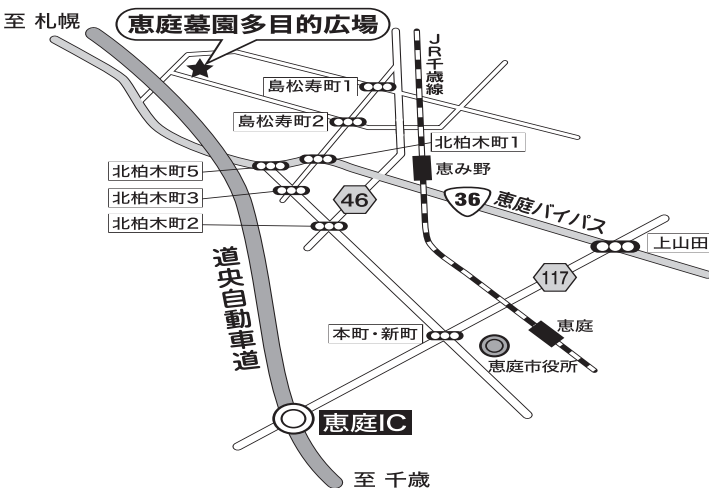 至 札幌
恵庭墓園多目的広場
JR千歳線
島松寿町1
島松寿町2
北柏木町1
北柏木町5
恵み野
北柏木町3
46
36
恵庭バイパス
北柏木町2
上山田
道央自動車道
117
本町・新町
恵庭
恵庭市役所
恵庭IC
至 千歳